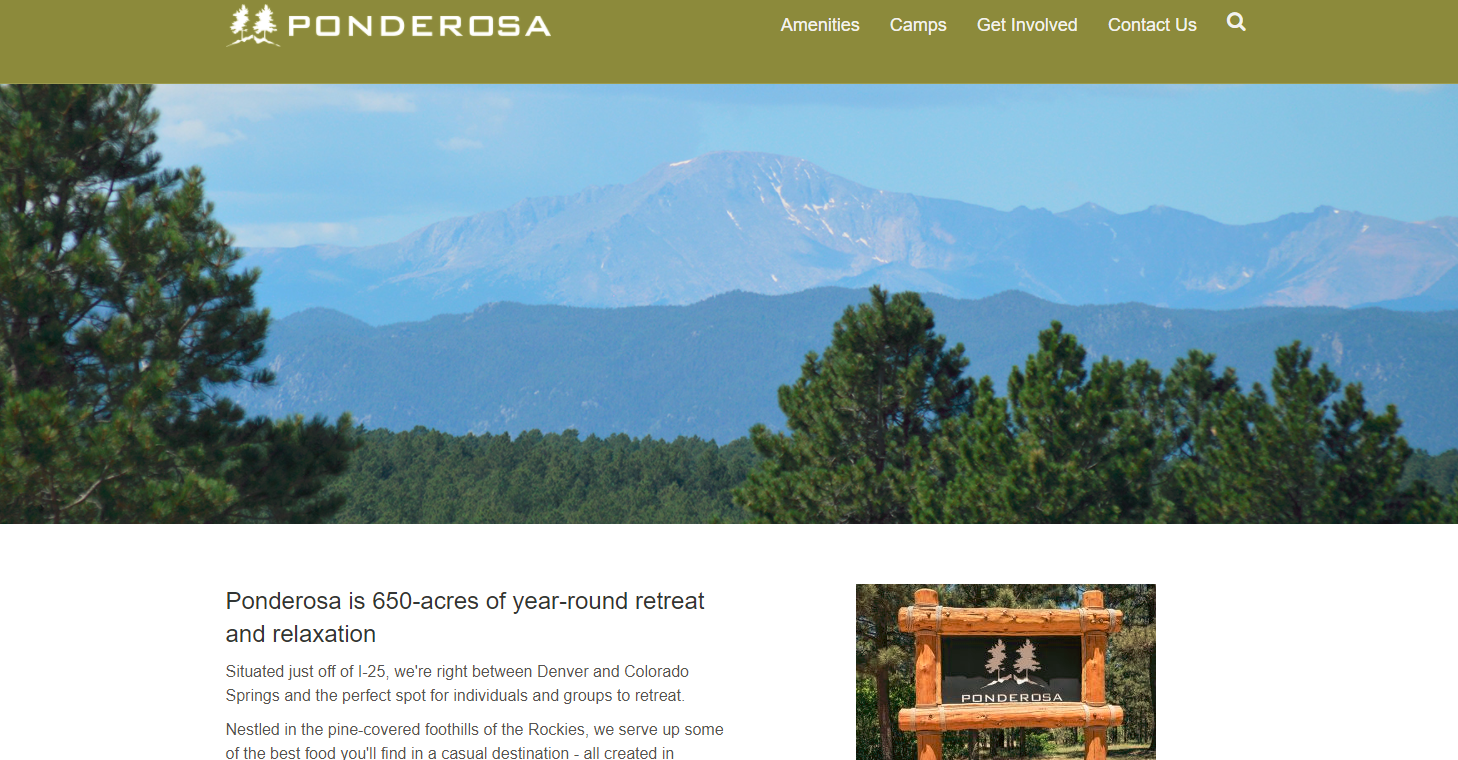 PONDEROSA
Amenities Camps Get Involved Contact Us
Ponderosa is 650-acres of year-round retreat
and relaxation
Situated just off of I-25, we're right between Denver and Colorado
Springs and the perfect spot for individuals and groups to retreat.
Nestled in the pine-covered foothills of the Rockies, we serve up some
of the best food you'll find in a casual destination - all created in
PONDEROSA